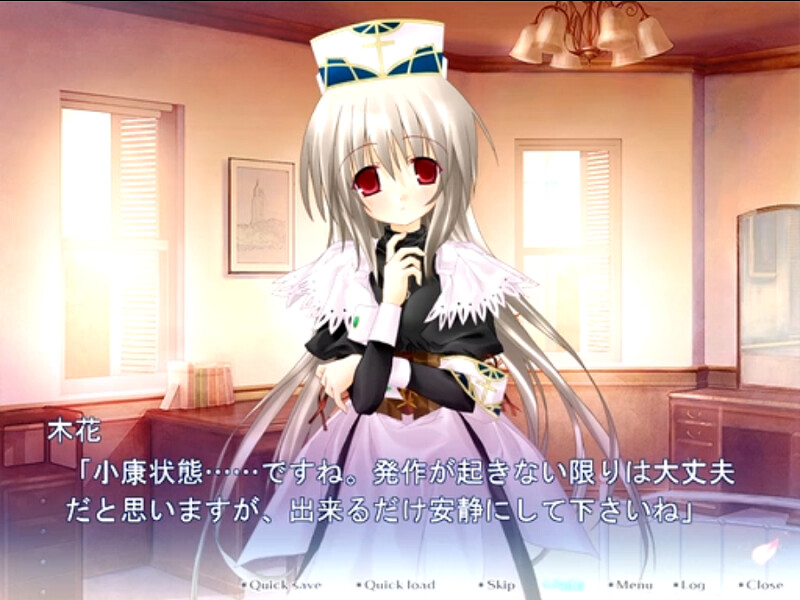 木花
「小康状態……ですね。発作が起きない限りは大丈夫
だと思いますが、出来るだけ安静にして下さいね」
*Quick save *Quick load *Skip *Menu *Log *Close